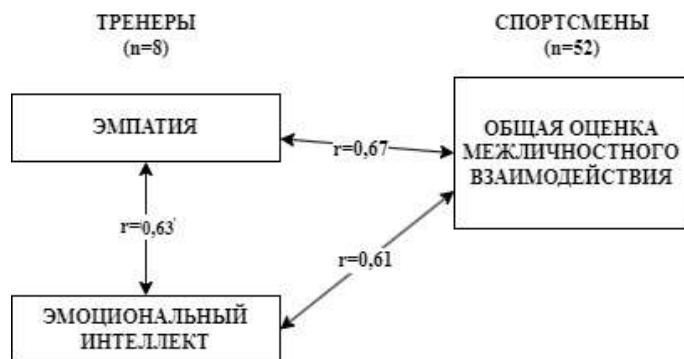 ТРЕНЕРЫ
(n=8)
СПОРТСМЕНЫ
(n=52)
ЭМПАТИЯ
ОБЩАЯ ОЦЕНКА
МЕЖЛИЧНОСТНОГО
ВЗАИМОДЕЙСТВИЯ
r=0,67
r=0,63
r=0,61
ЭМОЦИОНАЛЬНЫЙ
ИНТЕЛЛЕКТ